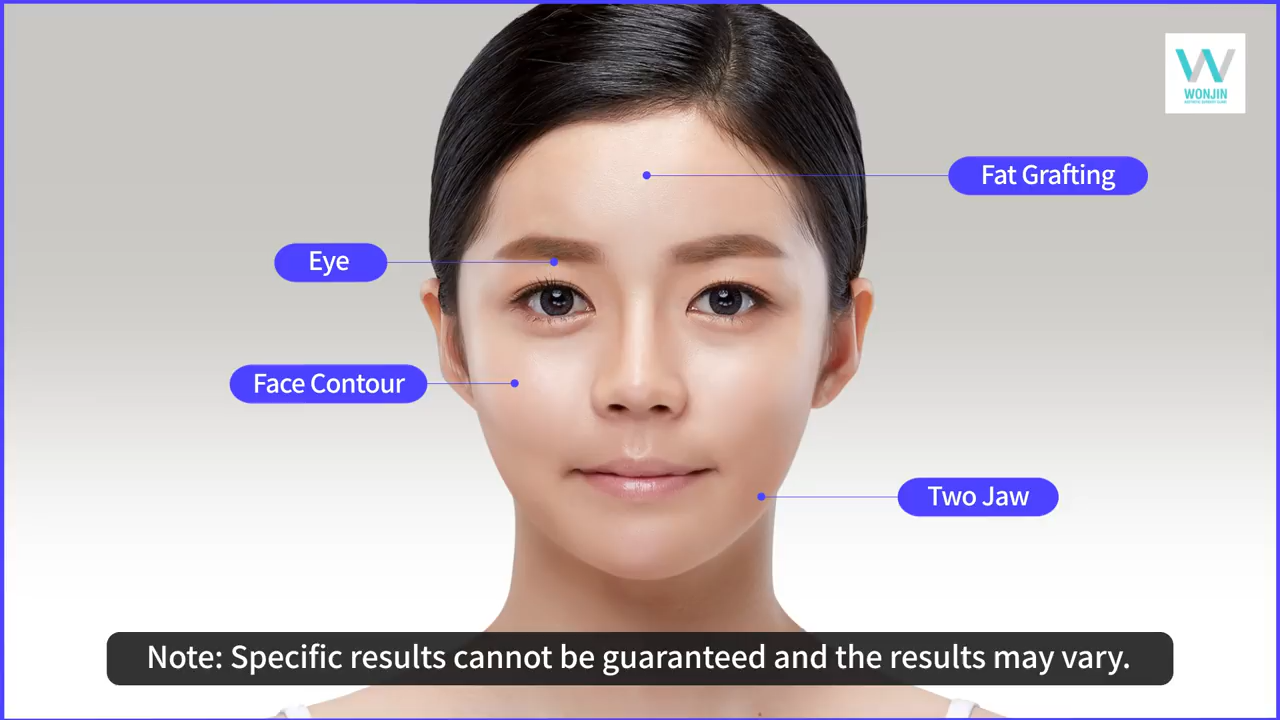 WONJIN
Fat Grafting
Eye
Face Contour
Two Jaw
Note: Specific results cannot be guaranteed and the results may vary.